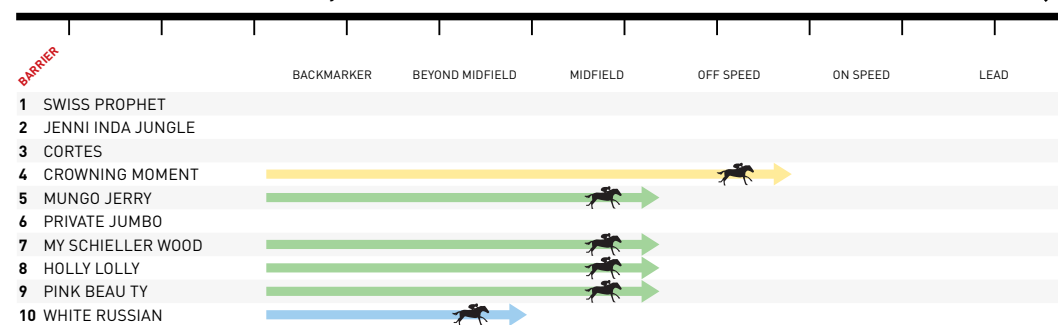 BARRIER
BACKMARKER BEYOND MIDFIELD MIDFIELD OFF SPEED ON SPEED LEAD
1 SWISS PROPHET
2 JENNI INDA JUNGLE
3 CORTES
4 CROWNING MOMENT
5 MUNGO JERRY
6 PRIVATE JUMBO
7 MY SCHIELLER WOOD
8 HOLLY LOLLY
9 PINK BEAU TY
10 WHITE RUSSIAN